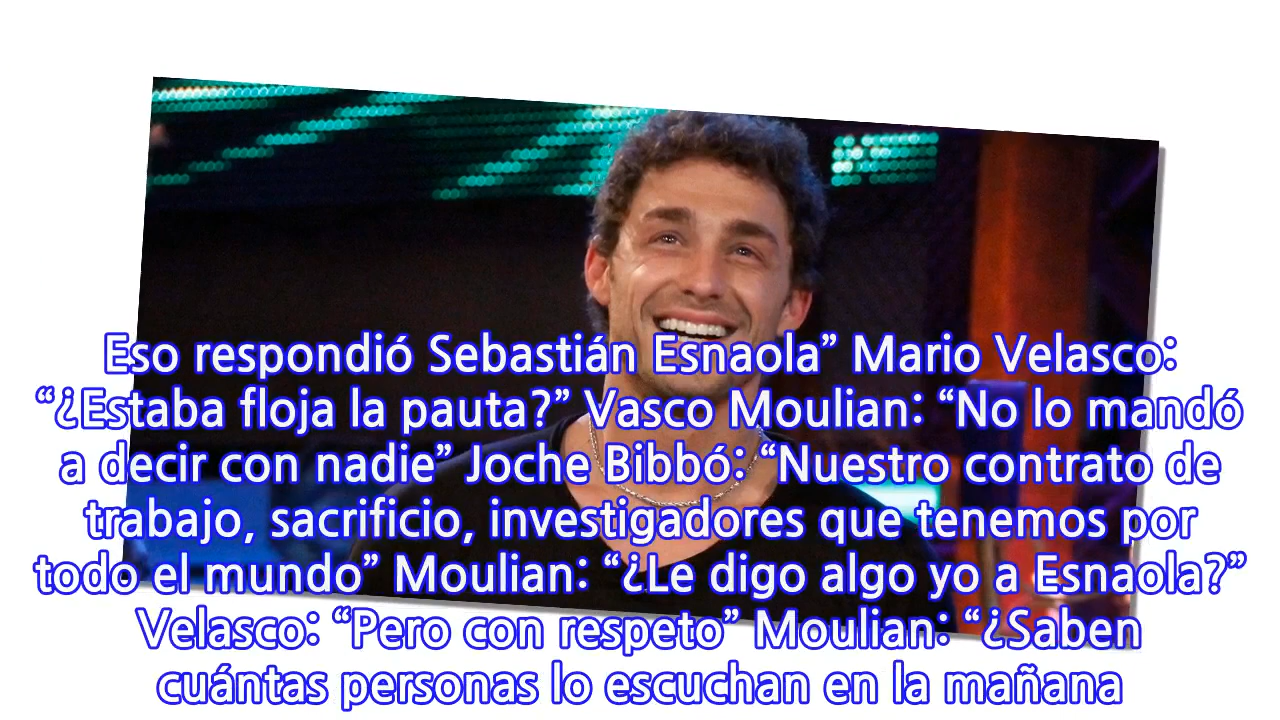 Eso respondió Sebastián Esnaola” Mario Velasco:
“¿Estaba floja la pauta?” Vasco Moulian: “No lo mandó
a decir con nadie” Joche Bibbó: “Nuestro contrato de
trabajo, sacrificio, investigadores que tenemos por
todo el mundo” Moulian: “¿Le digo algo yo a Esnaola?”
Velasco: “Pero con respeto” Moulian: “¿Saben
cuántas personas lo escuchan en la mañana